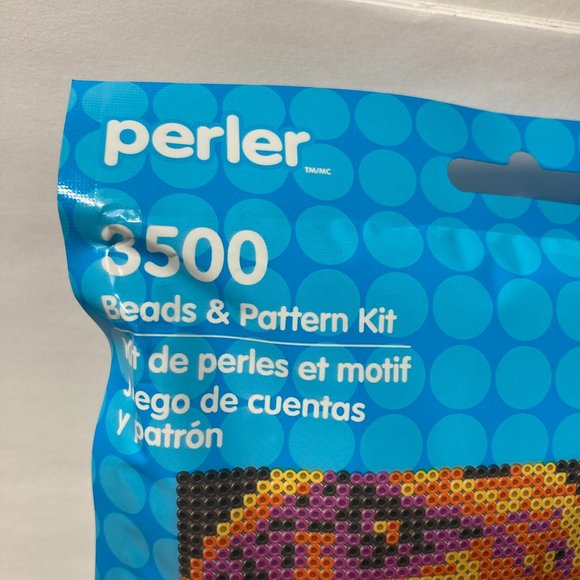 perler
TM/MC
3500
Beads & Pattern Kit
Kit de perles et motif
Juego de cuentas
y patrón